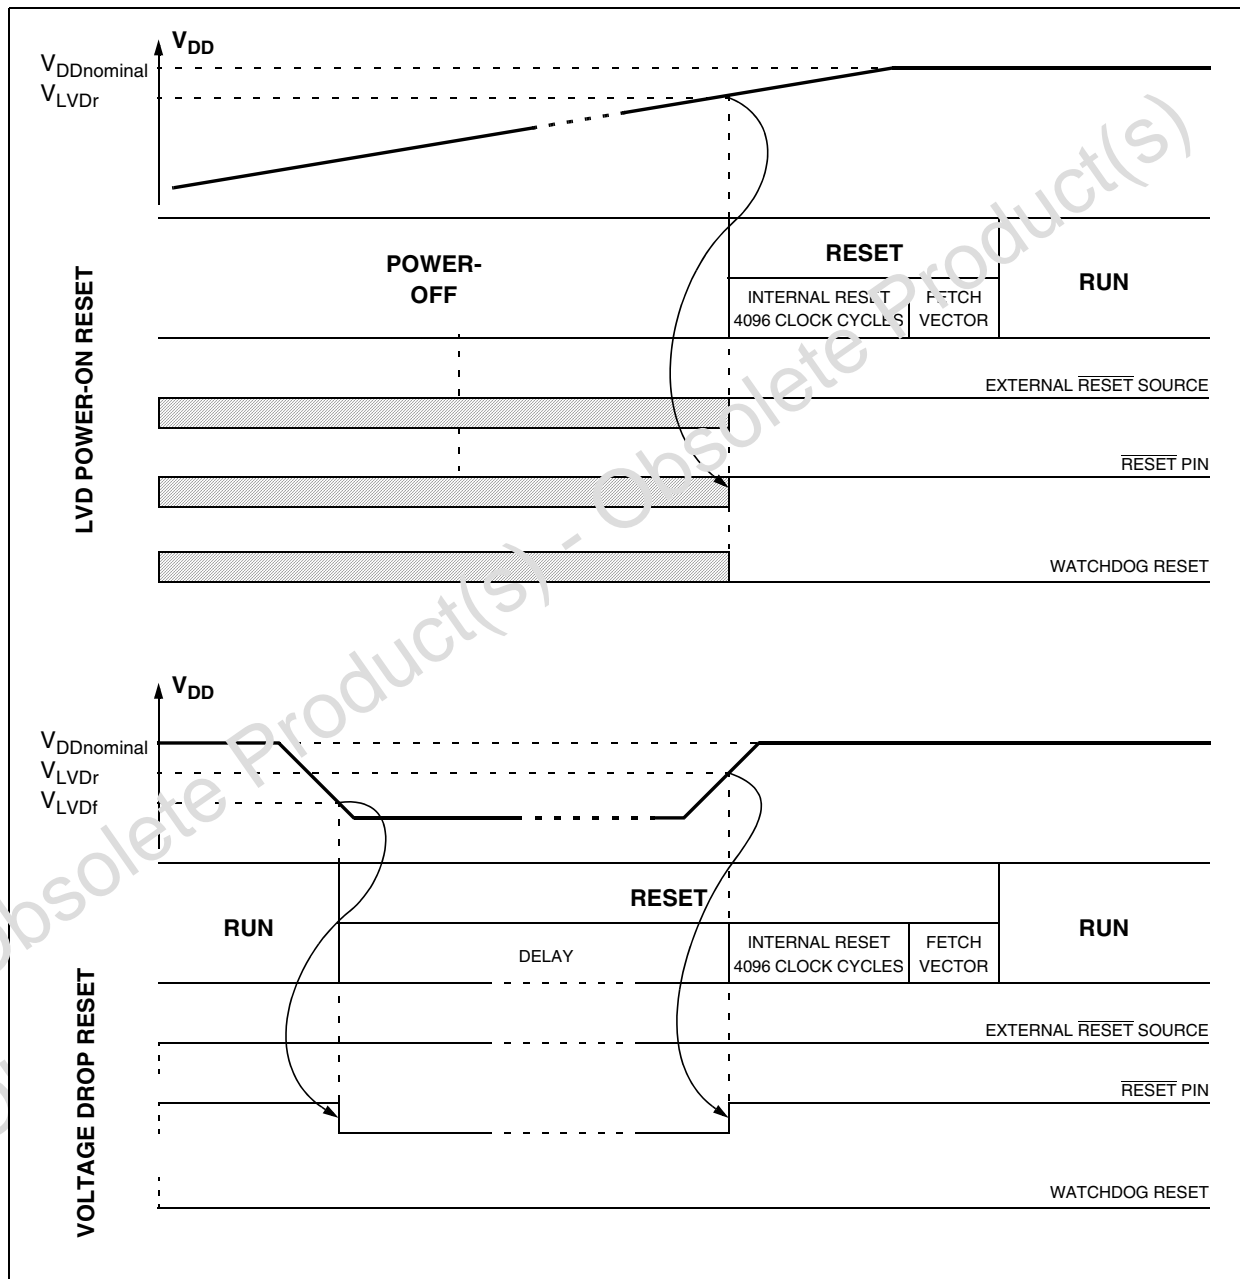 VDD
VDDnominal
VLVDr
LVD POWER-ON RESET
POWER-
OFF
RESET
INTERNAL RESET
4096 CLOCK CYCLES
FETCH
VECTOR
RUN
EXTERNAL RESET SOURCE
RESET PIN
WATCHDOG RESET
VDD
VDDnominal
VLVDr
VLVDf
VOLTAGE DROP RESET
RUN
RESET
DELAY
INTERNAL RESET
4096 CLOCK CYCLES
FETCH
VECTOR
RUN
EXTERNAL RESET SOURCE
RESET PIN
WATCHDOG RESET
Obsolete Product(s) - Obsolete Product(s)